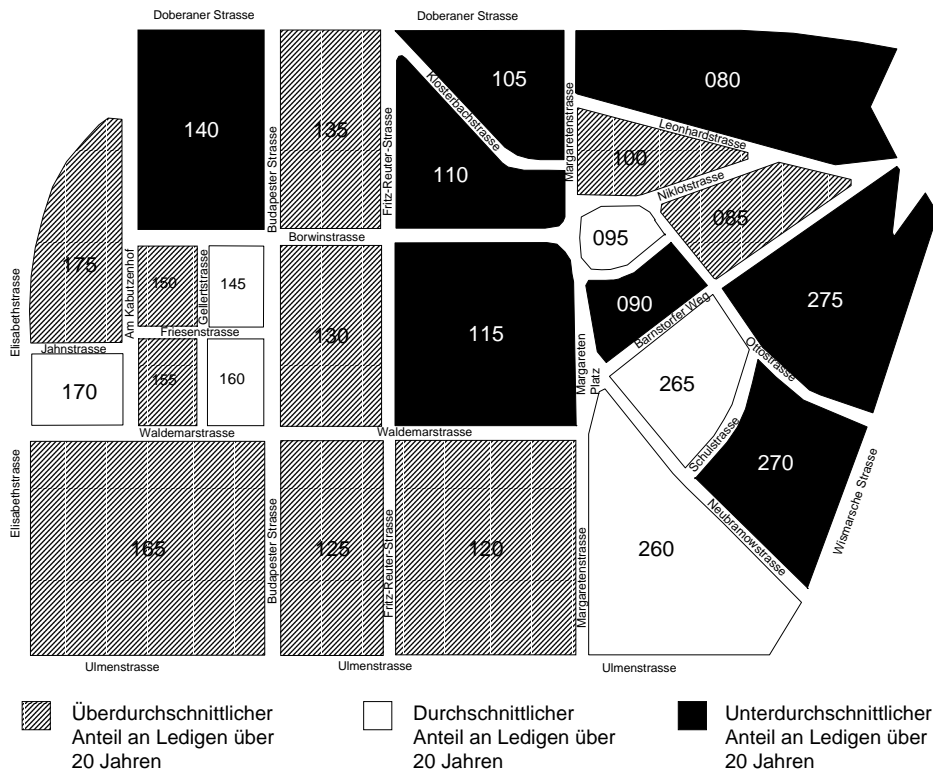 Doberaner Strasse
Doberaner Strasse
140
135
105
080
Klosterbachstrasse
Margaretenstrasse
Leonhardstrasse
Budapester Strasse
Fritz-Reuter-Strasse
110
100
Niklotstrasse
085
Borwinstrasse
095
175
Elisabethstrasse
Am Kabutzenhof
150
Gellertstrasse
145
090
275
Friesenstrasse
130
115
Barnstorfer Weg
Jahnstrasse
Margareten
Platz
Ottostrasse
170
155
160
265
Waldemarstrasse
Waldemarstrasse
Schulstrasse
270
Elisabethstrasse
Budapester Strasse
Fritz-Reuter-Strasse
Margaretenstrasse
Neubramowstrasse
Wismarsche Strasse
165
125
120
260
Ulmenstrasse
Ulmenstrasse
Ulmenstrasse
Überdurchschnittlicher
Anteil an Ledigen über
20 Jahren
Durchschnittlicher
Anteil an Ledigen über
20 Jahren
Unterdurchschnittlicher
Anteil an Ledigen über
20 Jahren